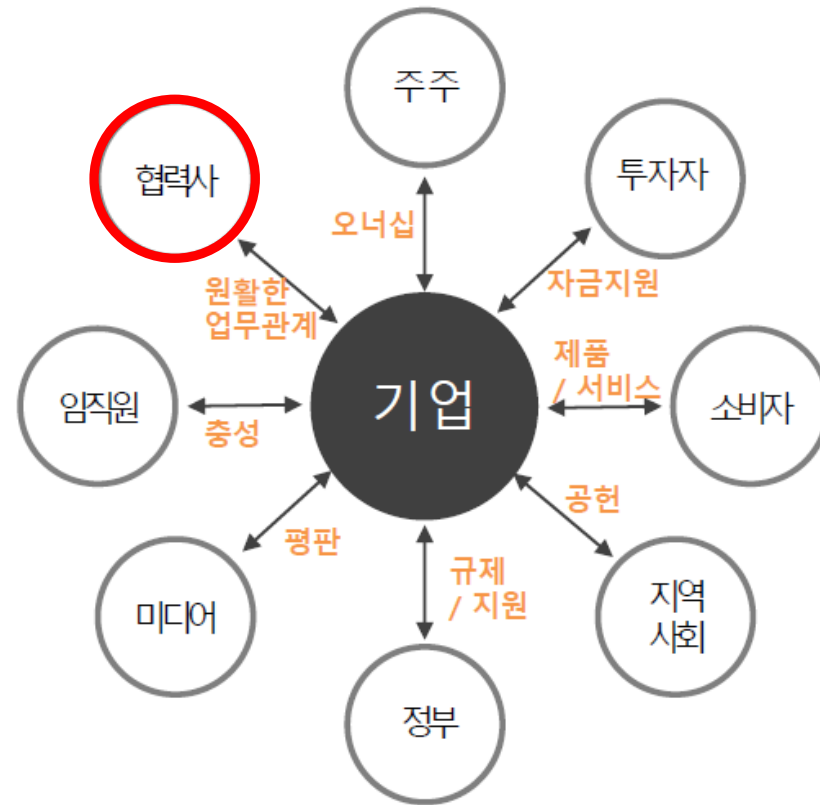 주주
협력사
투자자
오너십
원활한
업무관계
자금지원
제품
/ 서비스
임직원
기업
소비자
충성
공헌
평판
규제
/ 지원
미디어
지역
사회
정부